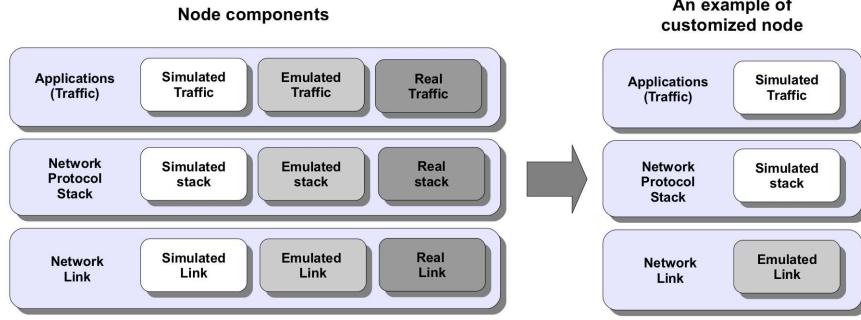 Node components
Applications
(Traffic)
Simulated
Traffic
Emulated
Traffic
Real
Traffic
Network
Protocol
Stack
Simulated
stack
Emulated
stack
Real
stack
Network
Link
Simulated
Link
Emulated
Link
Real
Link
An example of
customized node
Applications
(Traffic)
Simulated
Traffic
Network
Protocol
Stack
Simulated
stack
Network
Link
Emulated
Link